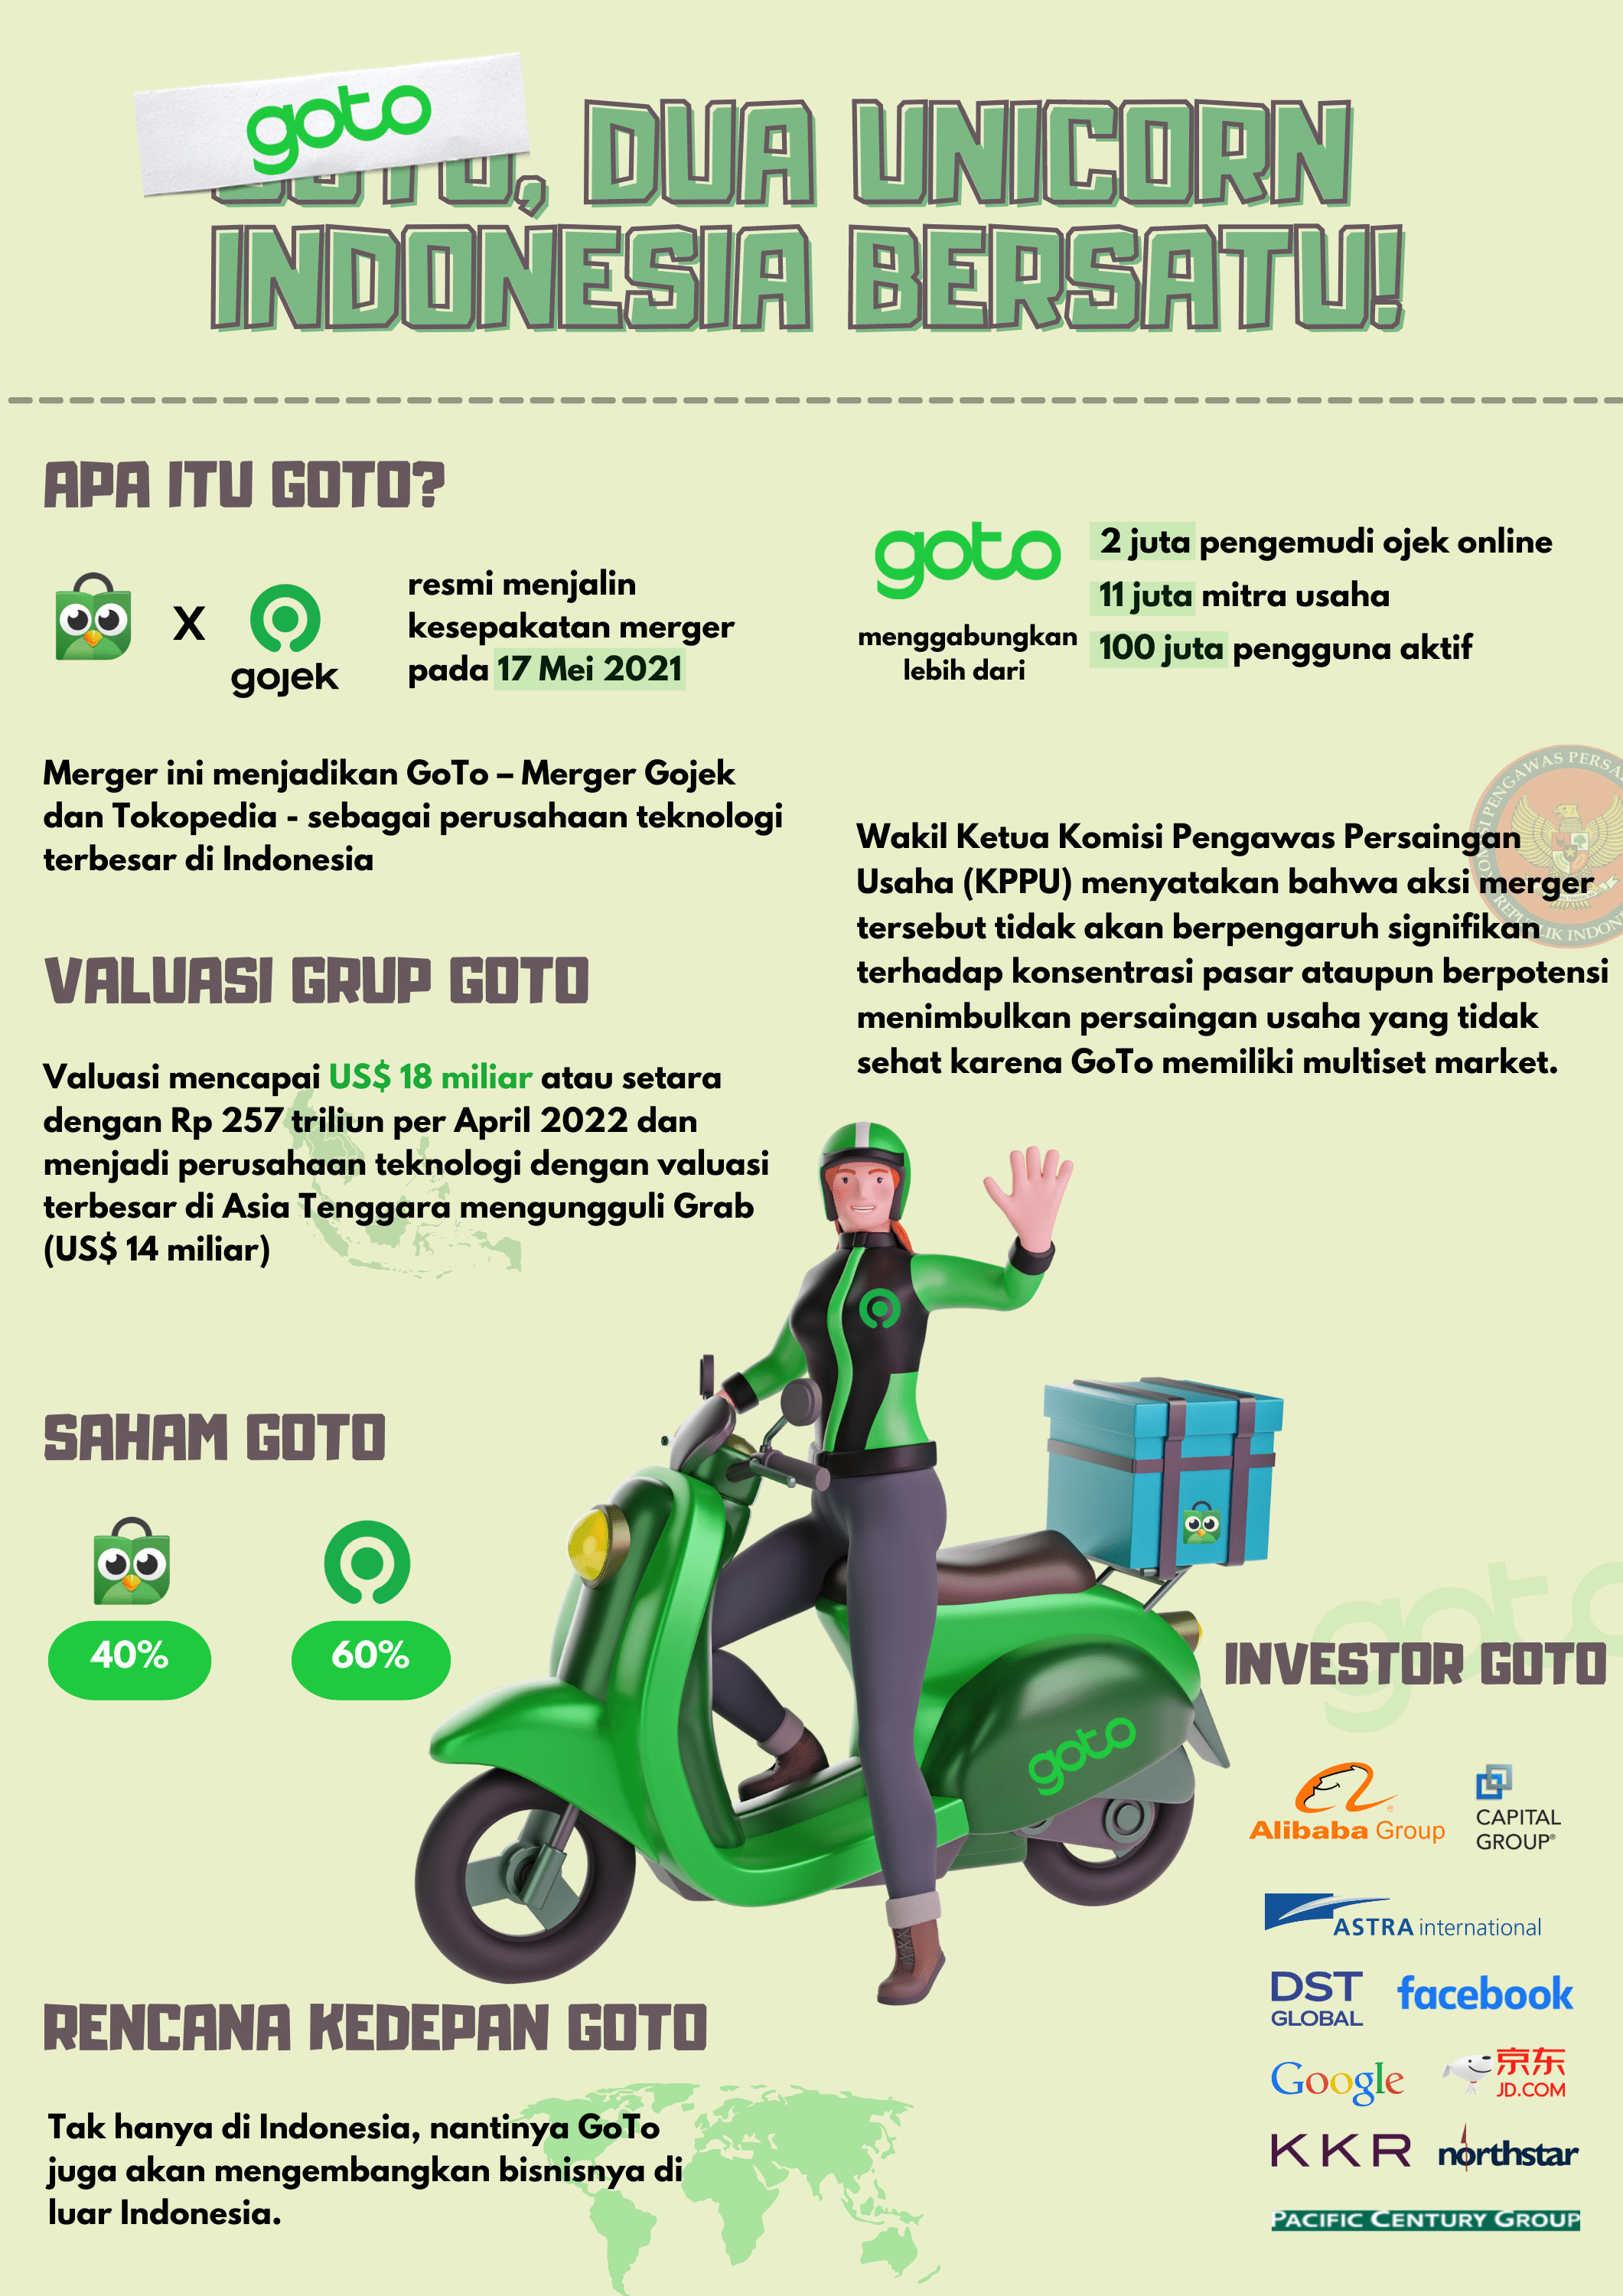 goto
GOTO, DUA UNICORN
INDONESIA BERSATU!
APA ITU GOTO?
X
gojek
resmi menjalin
kesepakatan merger
pada 17 Mei 2021
goto
menggabungkan
lebih dari
2 juta pengemudi ojek online
11 juta mitra usaha
100 juta pengguna aktif
Merger ini menjadikan GoTo – Merger Gojek
dan Tokopedia - sebagai perusahaan teknologi
terbesar di Indonesia
Wakil Ketua Komisi Pengawas Persaingan
Usaha (KPPU) menyatakan bahwa aksi merger
tersebut tidak akan berpengaruh signifikan
terhadap konsentrasi pasar ataupun berpotensi
menimbulkan persaingan usaha yang tidak
sehat karena GoTo memiliki multiset market.
VALUASI GRUP GOTO
Valuasi mencapai US$ 18 miliar atau setara
dengan Rp 257 triliun per April 2022 dan
menjadi perusahaan teknologi dengan valuasi
terbesar di Asia Tenggara mengungguli Grab
(US$ 14 miliar)
SAHAM GOTO
40%
60%
goto
goto
INVESTOR GOTO
Alibaba Group
CAPITAL
GROUP®
ASTRA international
DST
GLOBAL
facebook
Google
京东
JD.COM
KKR
northstar
PACIFIC CENTURY GROUP
RENCANA KEDEPAN GOTO
Tak hanya di Indonesia, nantinya GoTo
juga akan mengembangkan bisnisnya di
luar Indonesia.